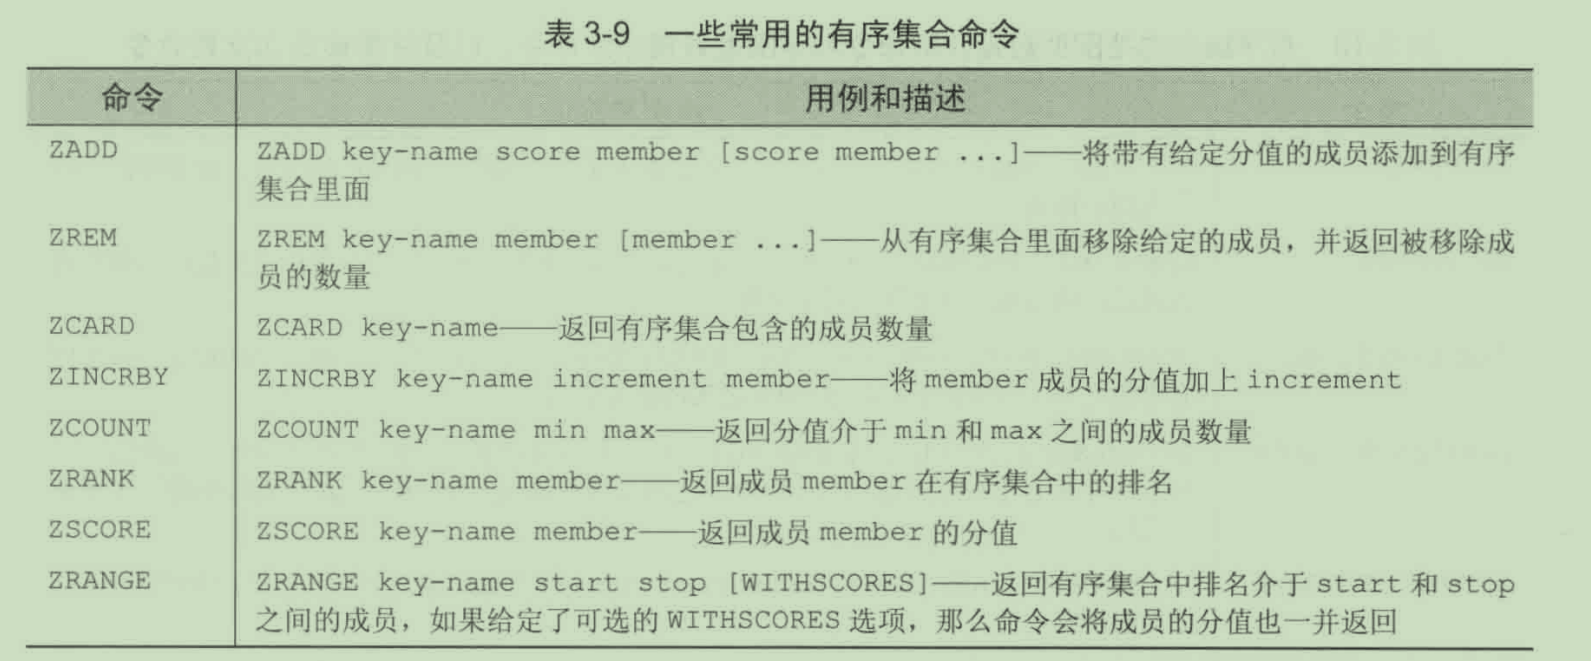 表 3-9 一些常用的有序集合命令
命令 用例和描述
ZADD ZADD key-name score member [score member ...]——将带有给定分值的成员添加到有序
集合里面
ZREM ZREM key-name member [member ...]——从有序集合里面移除给定的成员，并返回被移除成
员的数量
ZCARD ZCARD key-name——返回有序集合包含的成员数量
ZINCRBY ZINCRBY key-name increment member——将 member 成员的分值加上 increment
ZCOUNT ZCOUNT key-name min max——返回分值介于 min 和 max 之间的成员数量
ZRANK ZRANK key-name member——返回成员 member 在有序集合中的排名
ZSCORE ZSCORE key-name member——返回成员 member 的分值
ZRANGE ZRANGE key-name start stop [WITHSCORES]——返回有序集合中排名介于 start 和 stop
之间的成员，如果给定了可选的 WITHSCORES 选项，那么命令会将成员的分值也一并返回